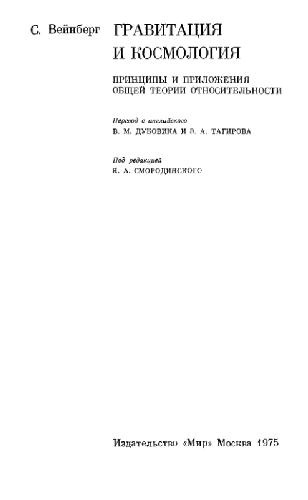 С. Вейнберг
ГРАВИТАЦИЯ
И КОСМОЛОГИЯ
ПРИНЦИПЫ И ПРИЛОЖЕНИЯ
ОБЩЕЙ ТЕОРИИ ОТНОСИТЕЛЬНОСТИ
Перевод с английского
В. М. ДУБОВИКА И Э. А. ТАГИРОВА
Под редакцией
Я. А. СМОРОДИНСКОГО
Издательство «Мир» Москва 1975